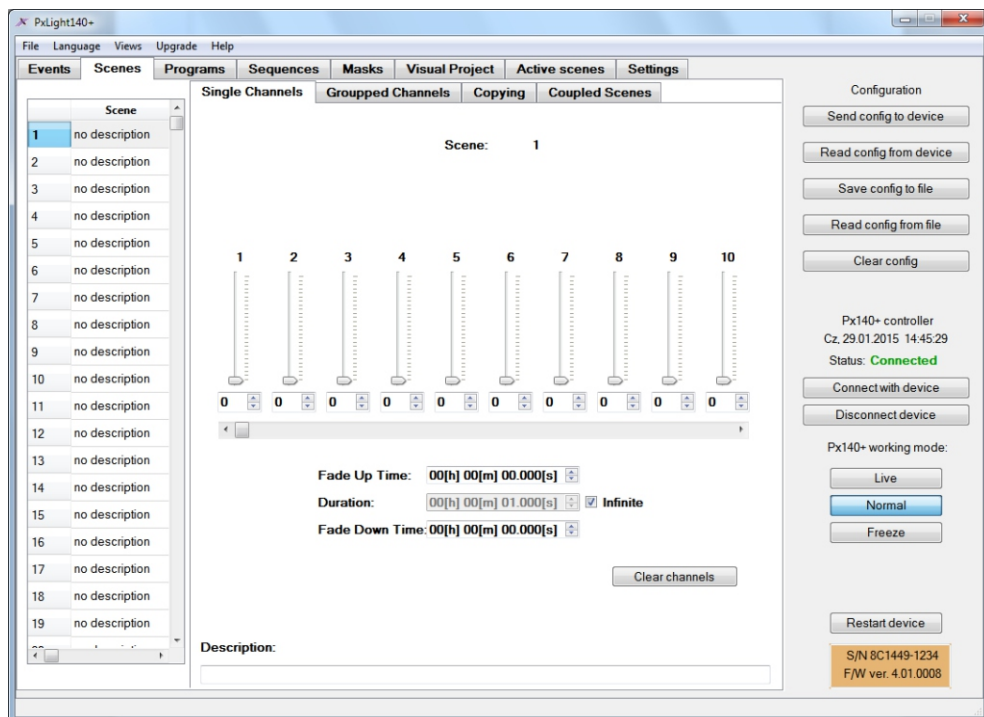 PxLight140+
File Language Views Upgrade Help
Events Scenes Programs Sequences Masks Visual Project Active scenes Settings
Single Channels Groupped Channels Copying Coupled Scenes
Scene
1 no description
2 no description
3 no description
4 no description
5 no description
6 no description
7 no description
8 no description
9 no description
10 no description
11 no description
12 no description
13 no description
14 no description
15 no description
16 no description
17 no description
18 no description
19 no description
Scene: 1
1 2 3 4 5 6 7 8 9 10
0 0 0 0 0 0 0 0 0 0
Fade Up Time: 00[h] 00[m] 00.000[s]
Duration: 00[h] 00[m] 01.000[s] Infinite
Fade Down Time: 00[h] 00[m] 00.000[s]
Clear channels
Description:
Configuration
Send config to device
Read config from device
Save config to file
Read config from file
Clear config
Px140+ controller
Cz, 29.01.2015 14:45:29
Status: Connected
Connect with device
Disconnect device
Px140+ working mode:
Live
Normal
Freeze
Restart device
S/N 8C1449-1234
F/W ver. 4.01.0008